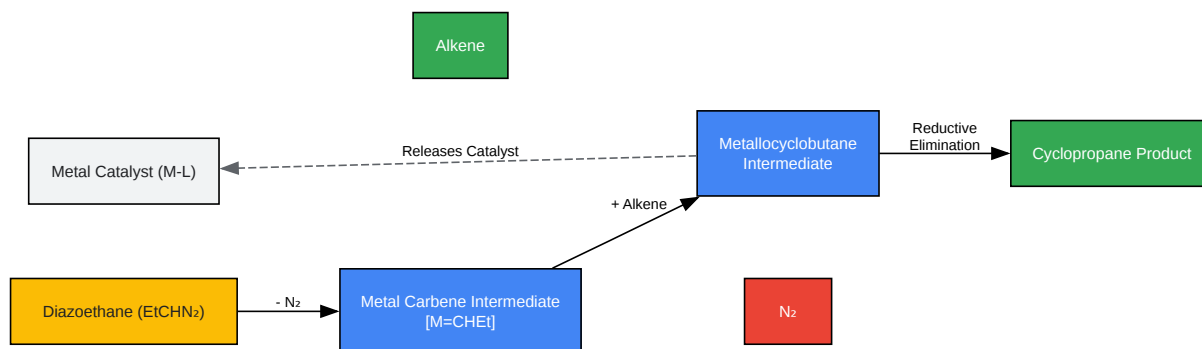 Alkene
Metal Catalyst (M-L)
Releases Catalyst
Metallocyclobutane
Intermediate
Reductive
Elimination
Cyclopropane Product
+ Alkene
Diazoethane (EtCHN₂)
- N₂
Metal Carbene Intermediate
[M=CHEt]
N₂